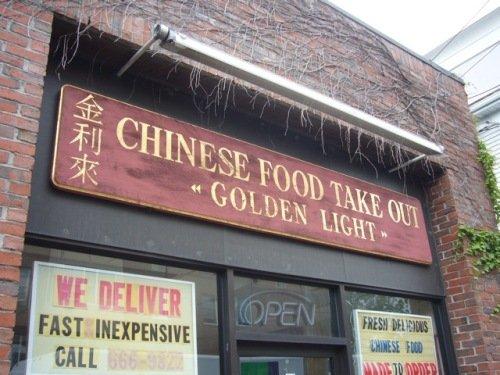 金利來
CHINESE FOOD TAKE OUT
“ GOLDEN LIGHT ”
WE DELIVER
FAST INEXPENSIVE
CALL
OPEN
FRESH DELICIOUS
CHINESE FOOD
MADE TO ORDER